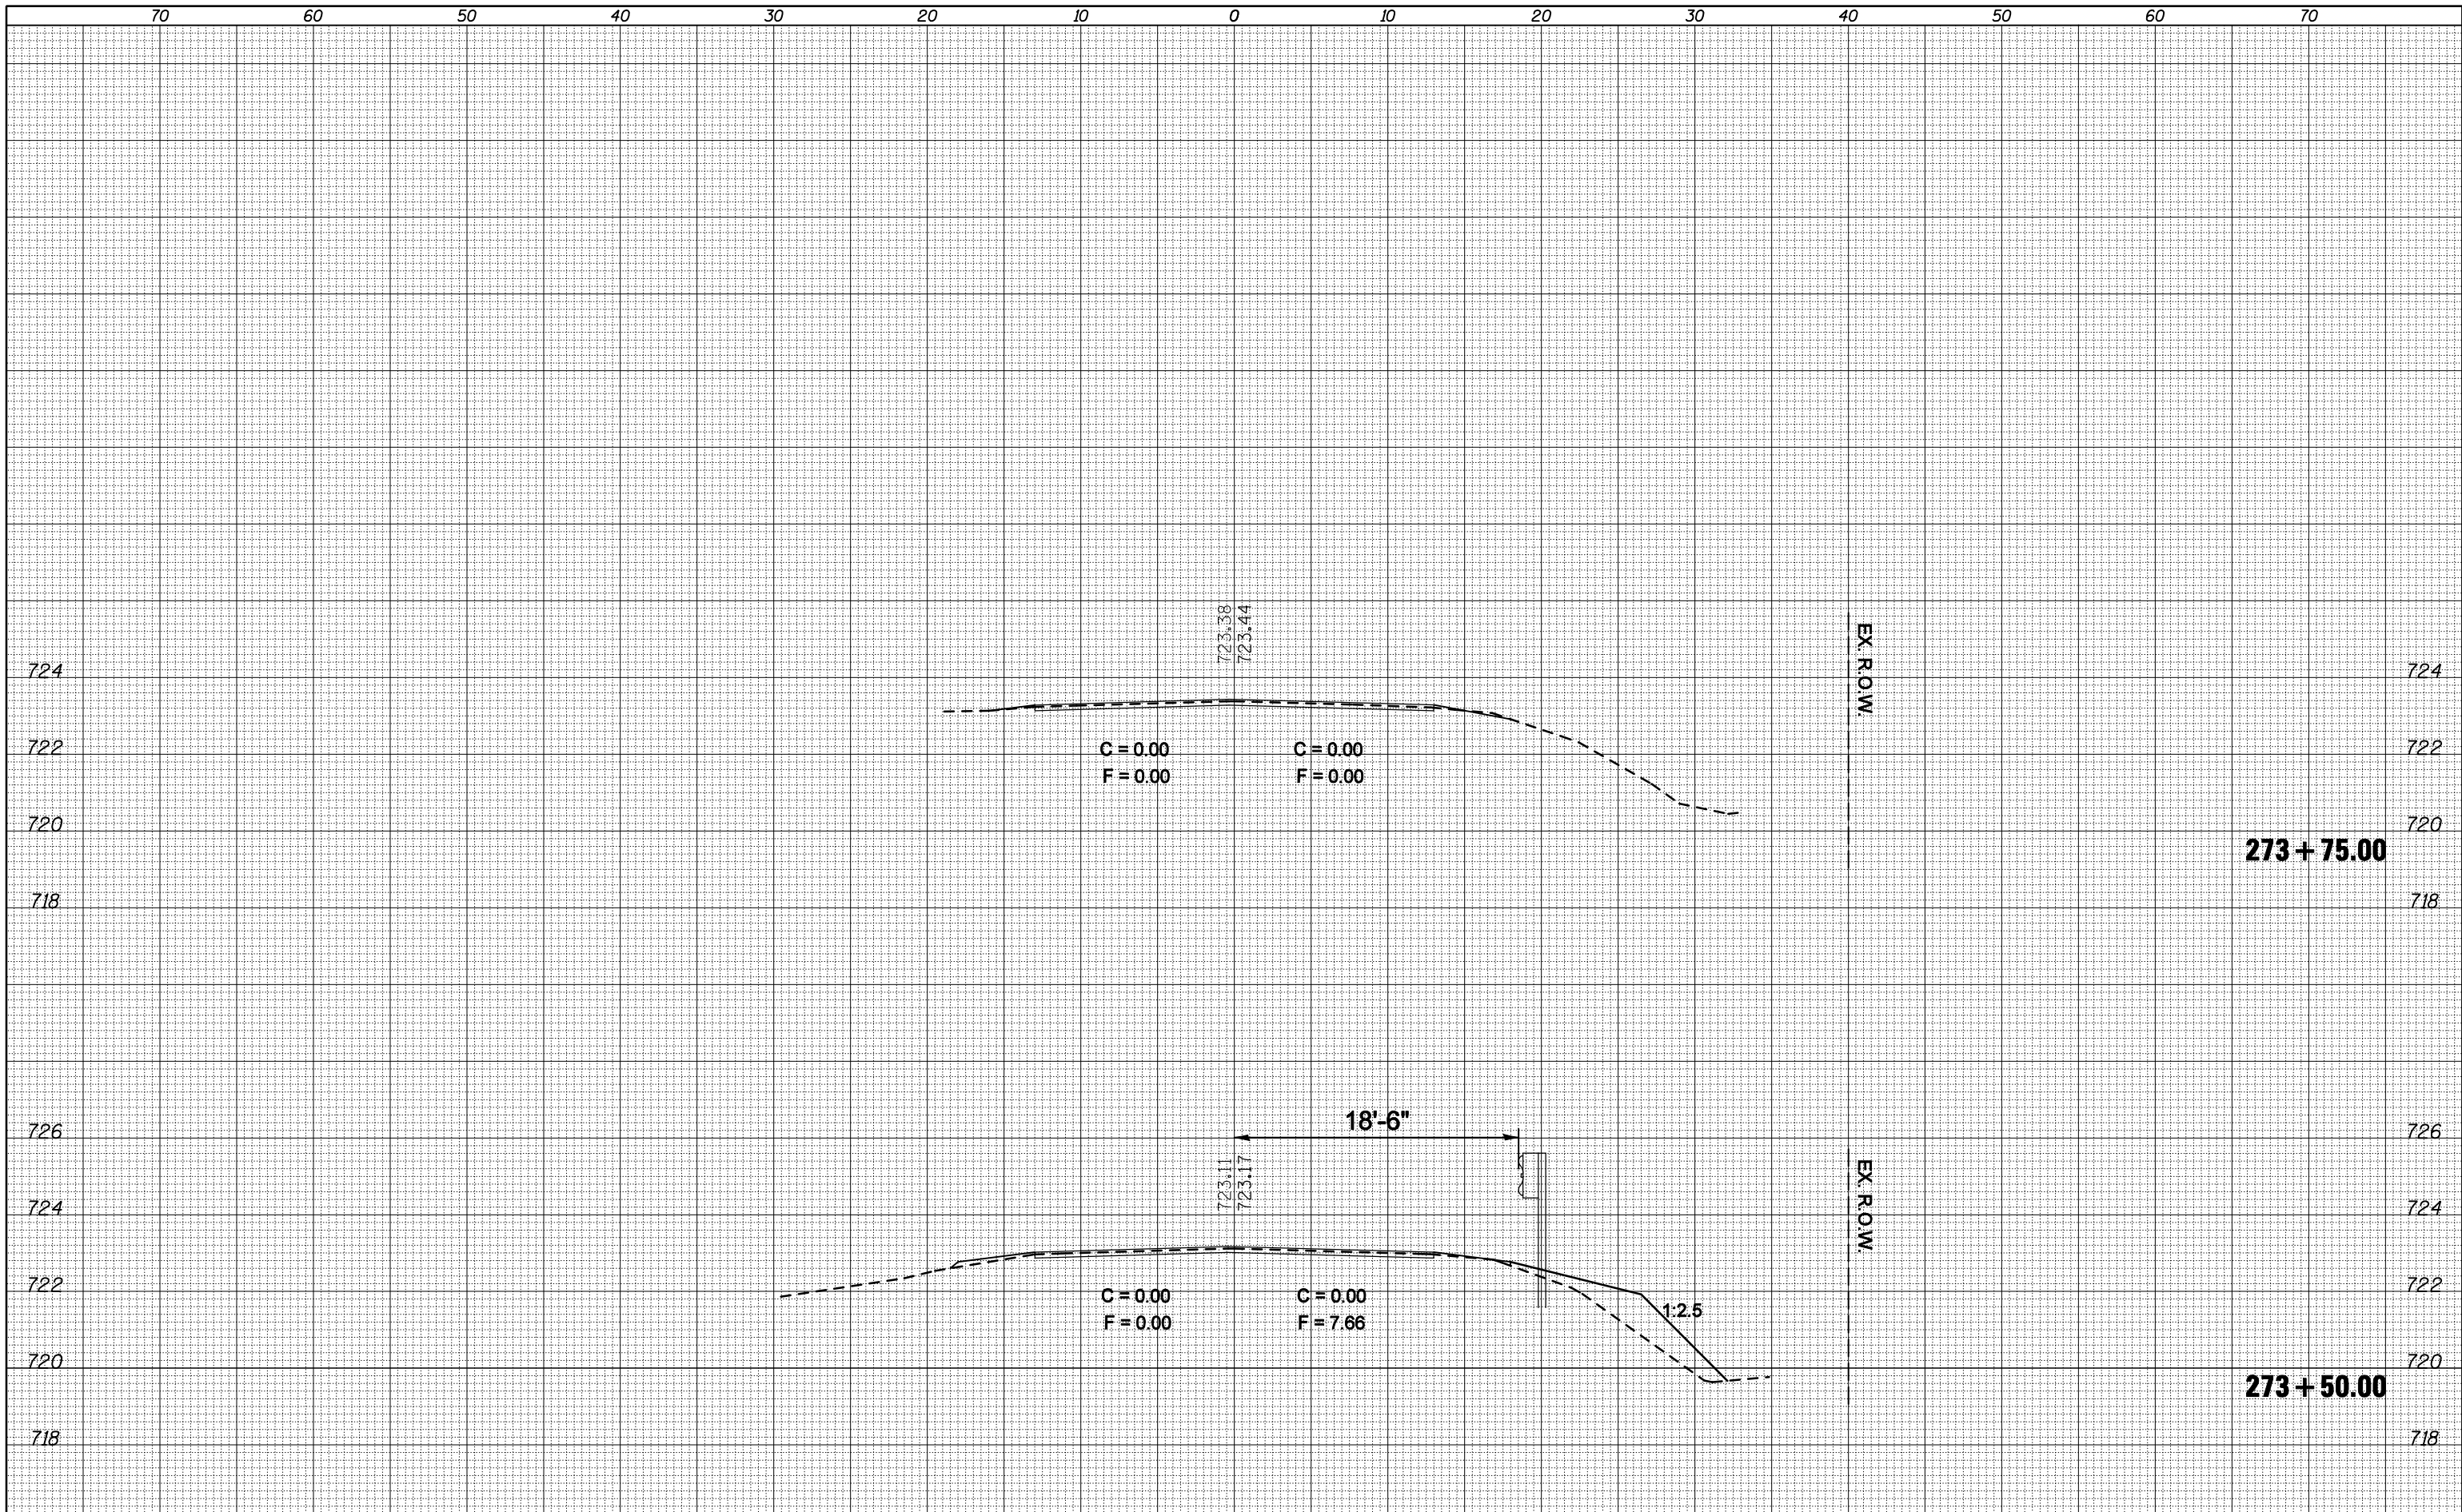 70 60 50 40 30 20 10 0 10 20 30 40 50 60 70
723.38
723.44
EX. R.O.W.
724 724
722 722
C = 0.00 C = 0.00
F = 0.00 F = 0.00
720 720
273 + 75.00
718 718
18'-6"
726 726
723.11
723.17
EX. R.O.W.
724 724
722 722
C = 0.00 C = 0.00
F = 0.00 F = 7.66
1:2.5
720 720
273 + 50.00
718 718